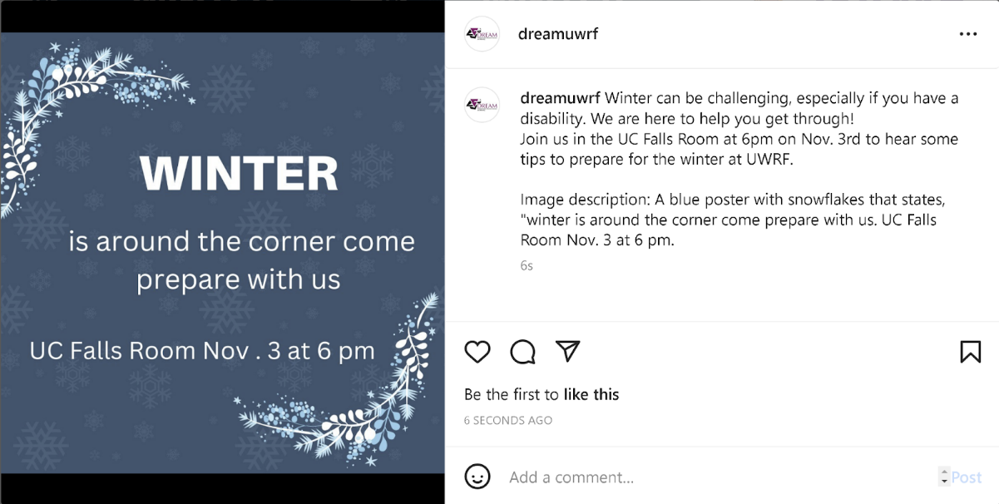 WINTER
is around the corner come
prepare with us
UC Falls Room Nov . 3 at 6 pm
DREAM
dreamuwrf
DREAM
dreamuwrf Winter can be challenging, especially if you have a
disability. We are here to help you get through!
Join us in the UC Falls Room at 6pm on Nov. 3rd to hear some
tips to prepare for the winter at UWRF.
Image description: A blue poster with snowflakes that states,
"winter is around the corner come prepare with us. UC Falls
Room Nov. 3 at 6 pm.
6s
Be the first to like this
6 SECONDS AGO
Add a comment...
Post